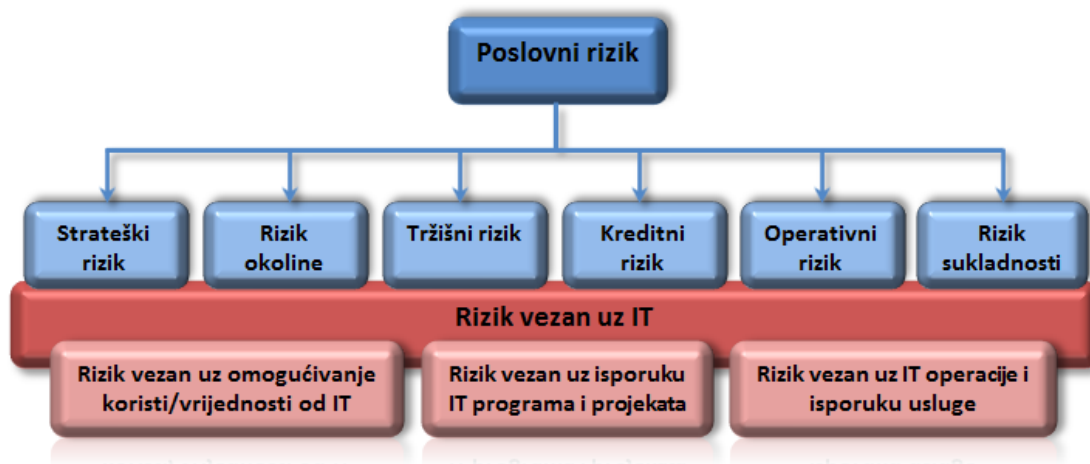 Poslovni rizik
Strateški
rizik
Rizik
okoline
Tržišni rizik
Kreditni
rizik
Operativni
rizik
Rizik
sukladnosti
Rizik vezan uz IT
Rizik vezan uz omogućivanje
koristi/vrijednosti od IT
Rizik vezan uz isporuku
IT programa i projekata
Rizik vezan uz IT operacije i
isporuku usluge